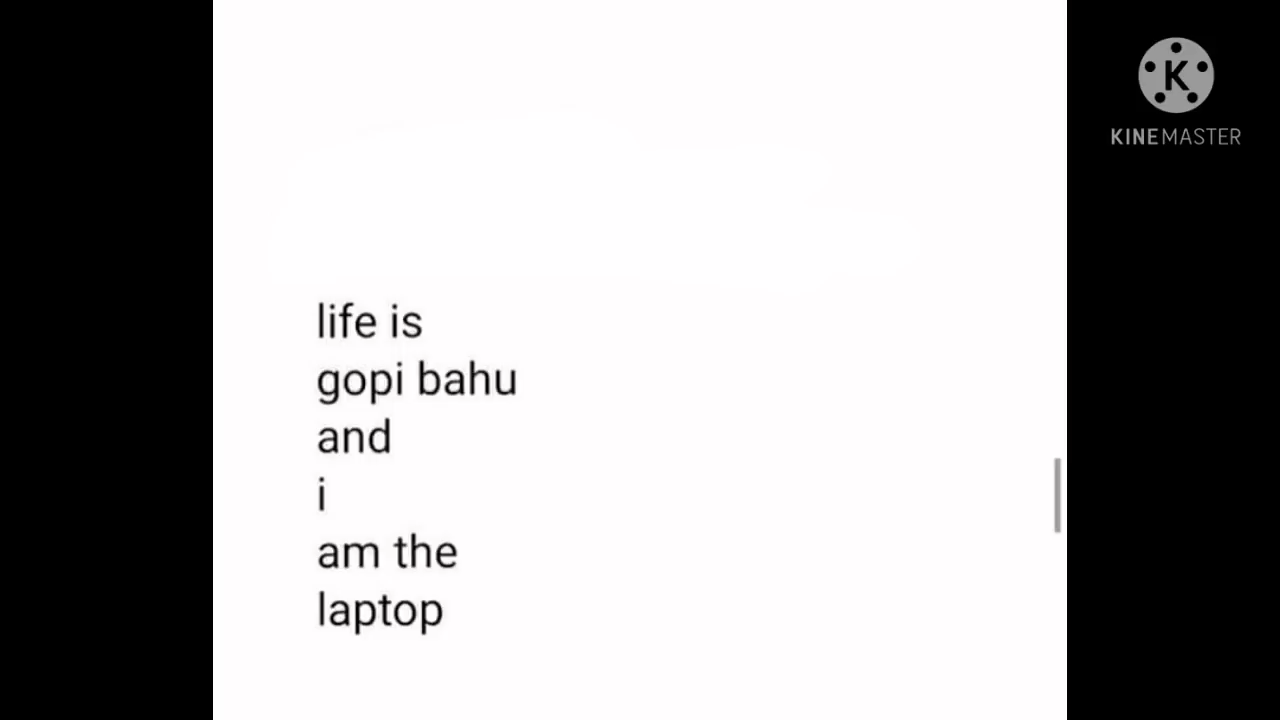 KINEMASTER
life is
gopi bahu
and
i
am the
laptop